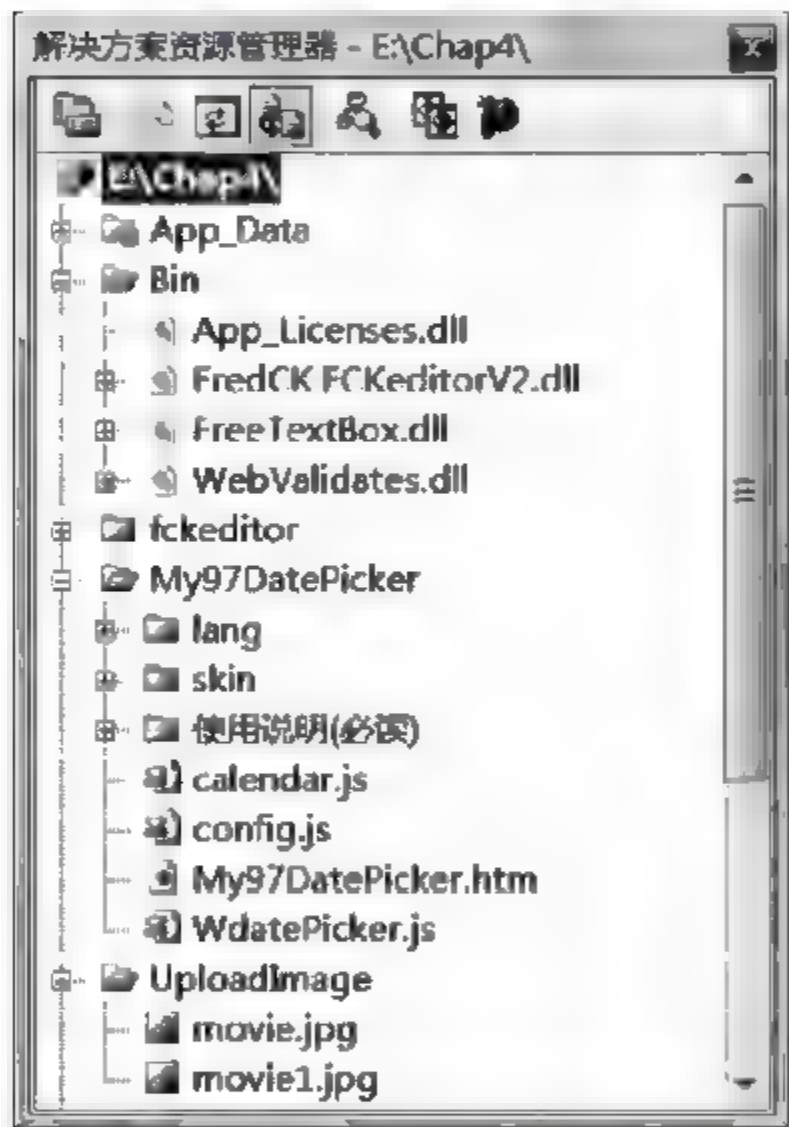 解决方案资源管理器 - E:\Chap4\
E:\Chap4\
App_Data
Bin
App_Licenses.dll
FredCK.FCKeditorV2.dll
FreeTextBox.dll
WebValidates.dll
fckeditor
My97DatePicker
lang
skin
使用说明(必读)
calendar.js
config.js
My97DatePicker.htm
WdatePicker.js
UploadImage
movie.jpg
movie1.jpg